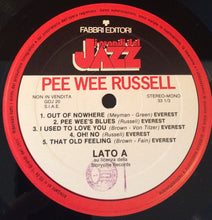 FABBRI EDITORI
I grandi del
JAZZ
PEE WEE RUSSELL
NON IN VENDITA
GDJ 20
S.I.A.E.
STEREO-MONO
33 1/3
1. OUT OF NOWHERE (Meyman - Green) EVEREST
2. PEE WEE'S BLUES (Russell) EVEREST
3. I USED TO LOVE YOU (Brown - Von Tilzer) EVEREST
4. OH! NO (Russell) EVEREST
5. THAT OLD FEELING (Fein - Brown) EVEREST
LATO A
su licenza della
Storyville Records